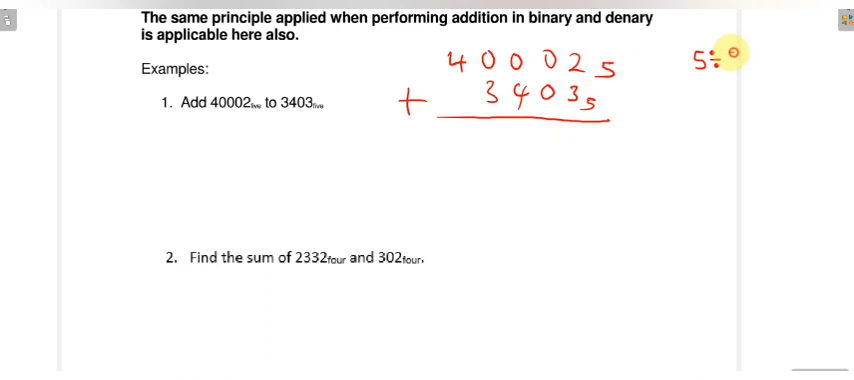 The same principle applied when performing addition in binary and denary
is applicable here also.
Examples:
4 0 0 0 2 5
5 ÷ 0
+ 3 4 0 3 5
1. Add 40002five to 3403five
2. Find the sum of 2332four and 302four.